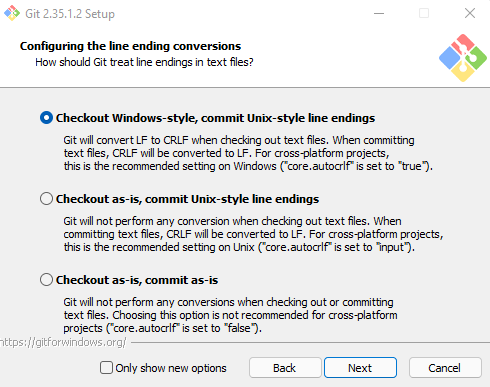 Git 2.35.1.2 Setup
Configuring the line ending conversions
How should Git treat line endings in text files?
Checkout Windows-style, commit Unix-style line endings
Git will convert LF to CRLF when checking out text files. When committing
text files, CRLF will be converted to LF. For cross-platform projects,
this is the recommended setting on Windows ("core.autocrlf" is set to "true").
Checkout as-is, commit Unix-style line endings
Git will not perform any conversion when checking out text files. When
committing text files, CRLF will be converted to LF. For cross-platform projects,
this is the recommended setting on Unix ("core.autocrlf" is set to "input").
Checkout as-is, commit as-is
Git will not perform any conversions when checking out or committing
text files. Choosing this option is not recommended for cross-platform
projects ("core.autocrlf" is set to "false").
https://gitforwindows.org/
Only show new options
Back
Next
Cancel